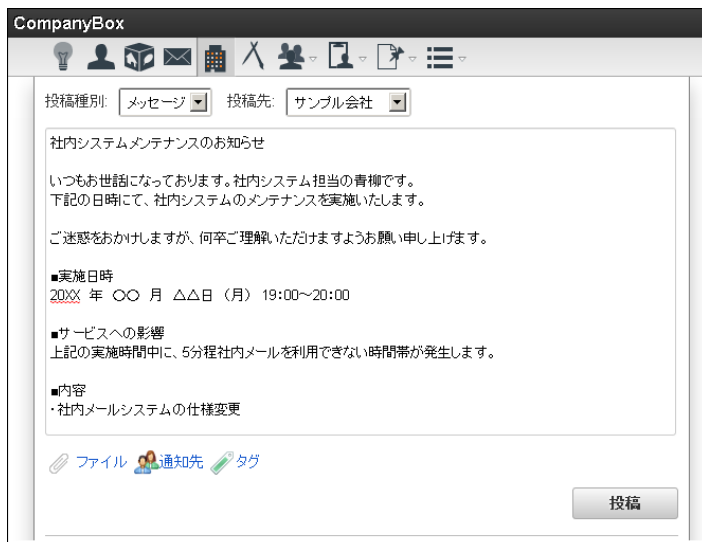 CompanyBox
投稿種別: メッセージ 投稿先: サンプル会社
社内システムメンテナンスのお知らせ
いつもお世話になっております。社内システム担当の青柳です。
下記の日時にて、社内システムのメンテナンスを実施いたします。
ご迷惑をおかけしますが、何卒ご理解いただけますようお願い申し上げます。
■実施日時
20XX 年 〇〇 月 △△日 (月) 19:00～20:00
■サービスへの影響
上記の実施時間中に、5分程社内メールを利用できない時間帯が発生します。
■内容
・社内メールシステムの仕様変更
ファイル 通知先 タグ
投稿